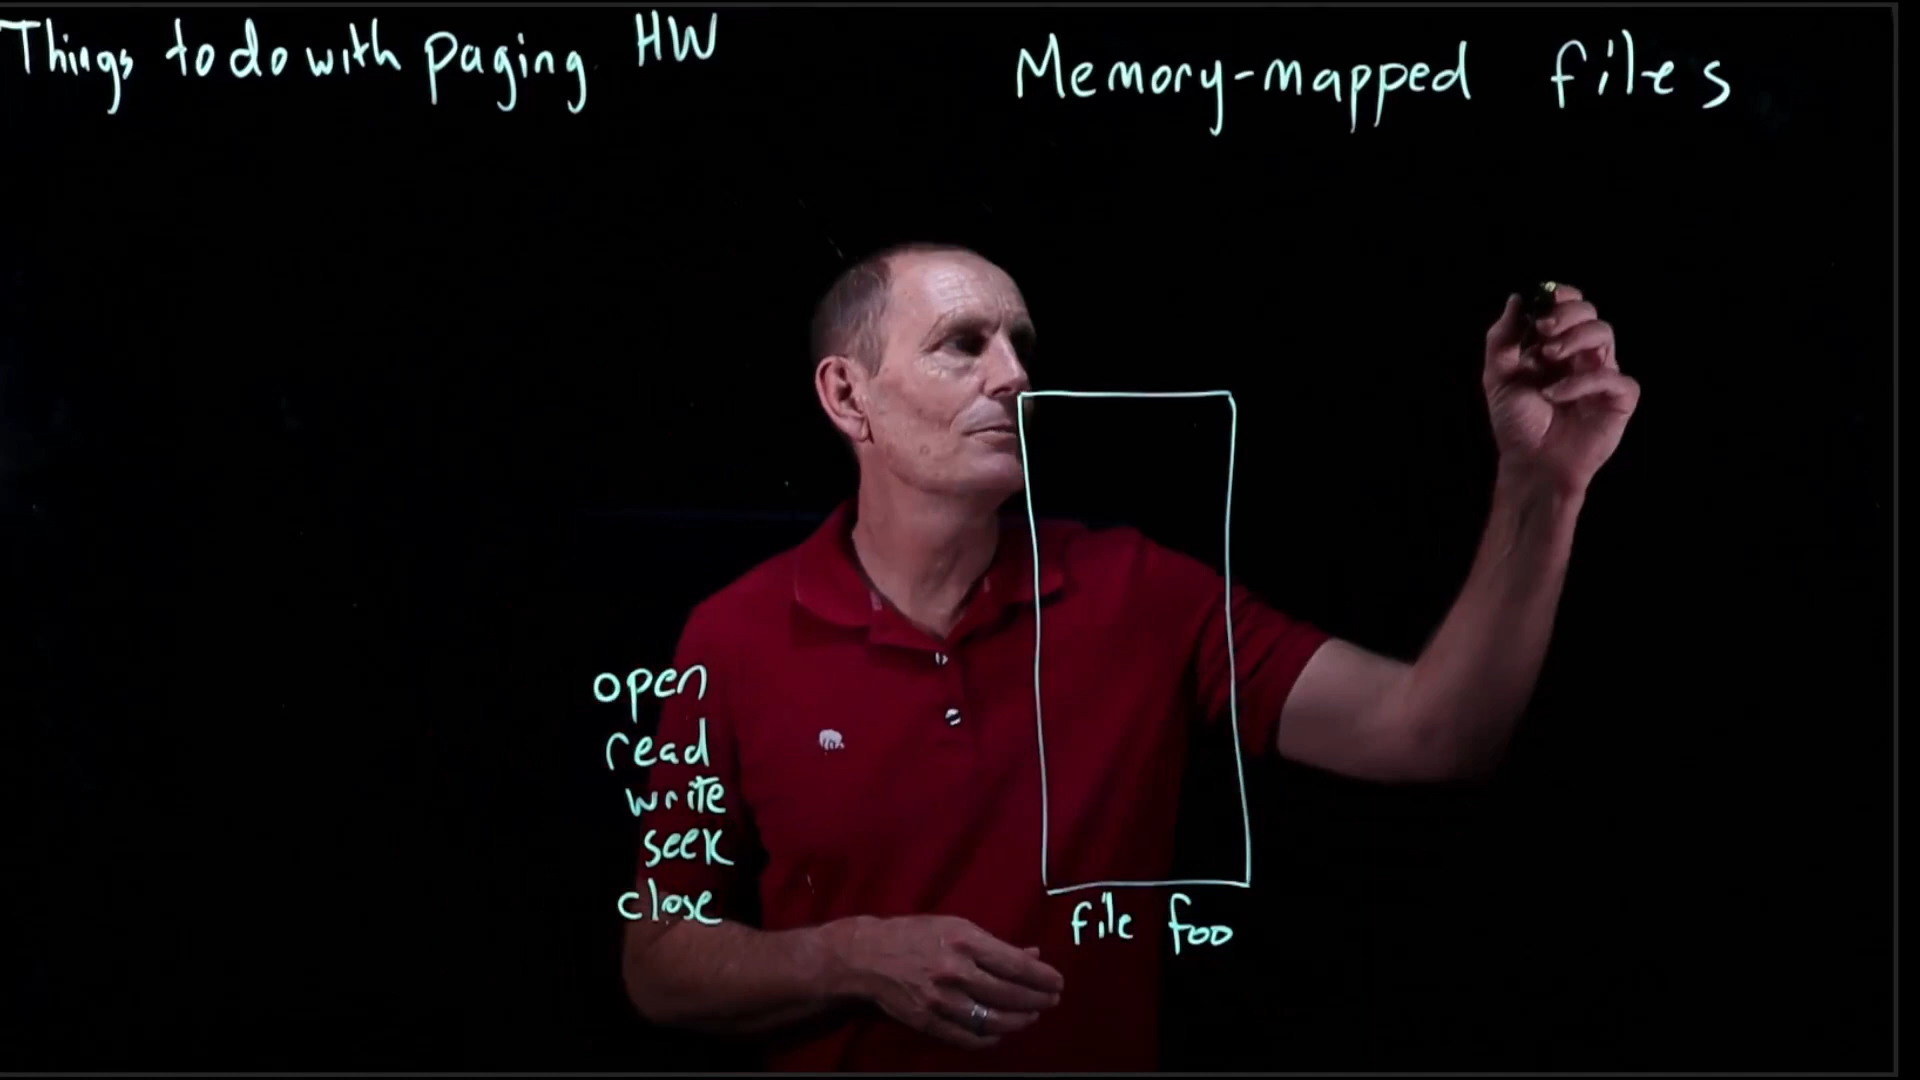 Things to do with paging HW
Memory-mapped files
open
read
write
seek
close
file foo